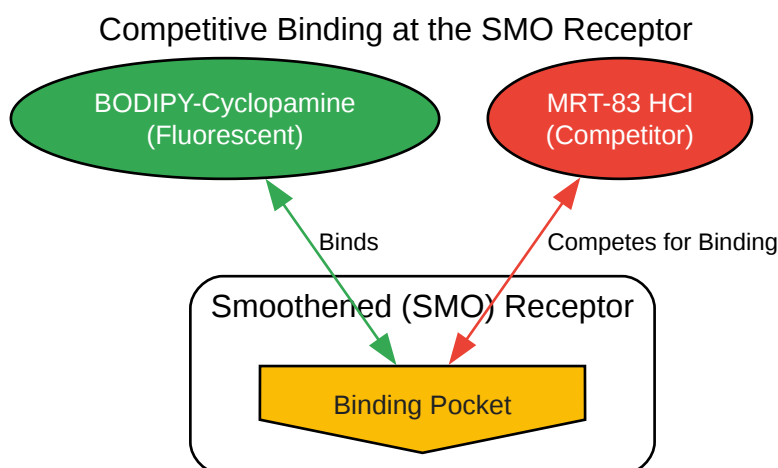 Competitive Binding at the SMO Receptor
BODIPY-Cyclopamine
(Fluorescent)
MRT-83 HCl
(Competitor)
Binds
Competes for Binding
Smoothened (SMO) Receptor
Binding Pocket